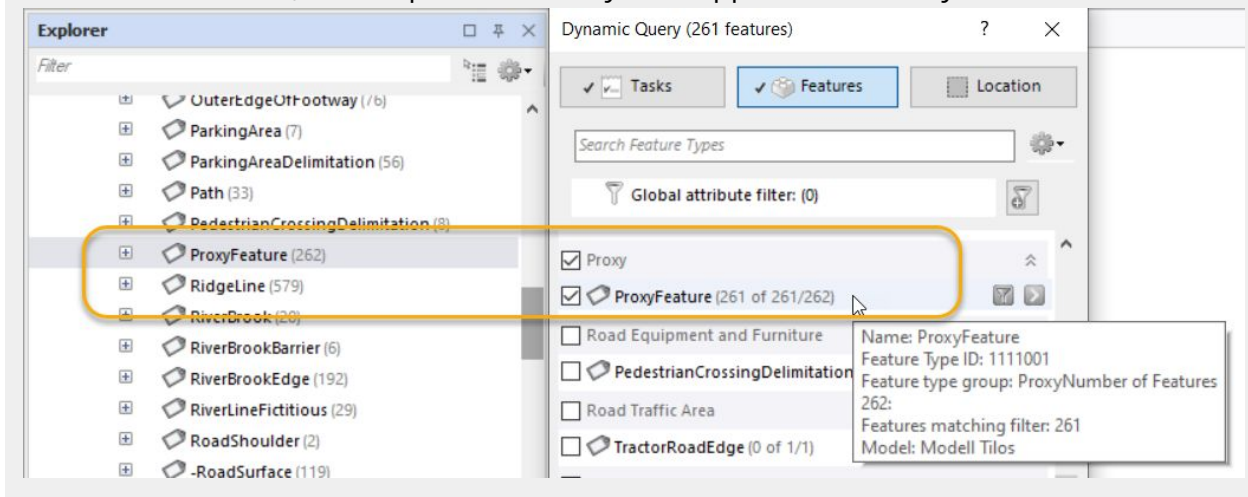 Explorer
Filter
OuterEdgeOfFootway (76)
ParkingArea (7)
ParkingAreaDelimitation (56)
Path (33)
PedestrianCrossingDelimitation (8)
ProxyFeature (262)
RidgeLine (579)
RiverBrook (20)
RiverBrookBarrier (6)
RiverBrookEdge (192)
RiverLineFictitious (29)
RoadShoulder (2)
-RoadSurface (119)
Dynamic Query (261 features)
Tasks
Features
Location
Search Feature Types
Global attribute filter: (0)
Proxy
ProxyFeature (261 of 261/262)
Road Equipment and Furniture
PedestrianCrossingDelimitation
Road Traffic Area
TractorRoadEdge (0 of 1/1)
Name: ProxyFeature
Feature Type ID: 1111001
Feature type group: ProxyNumber of Features
262:
Features matching filter: 261
Model: Modell Tilos